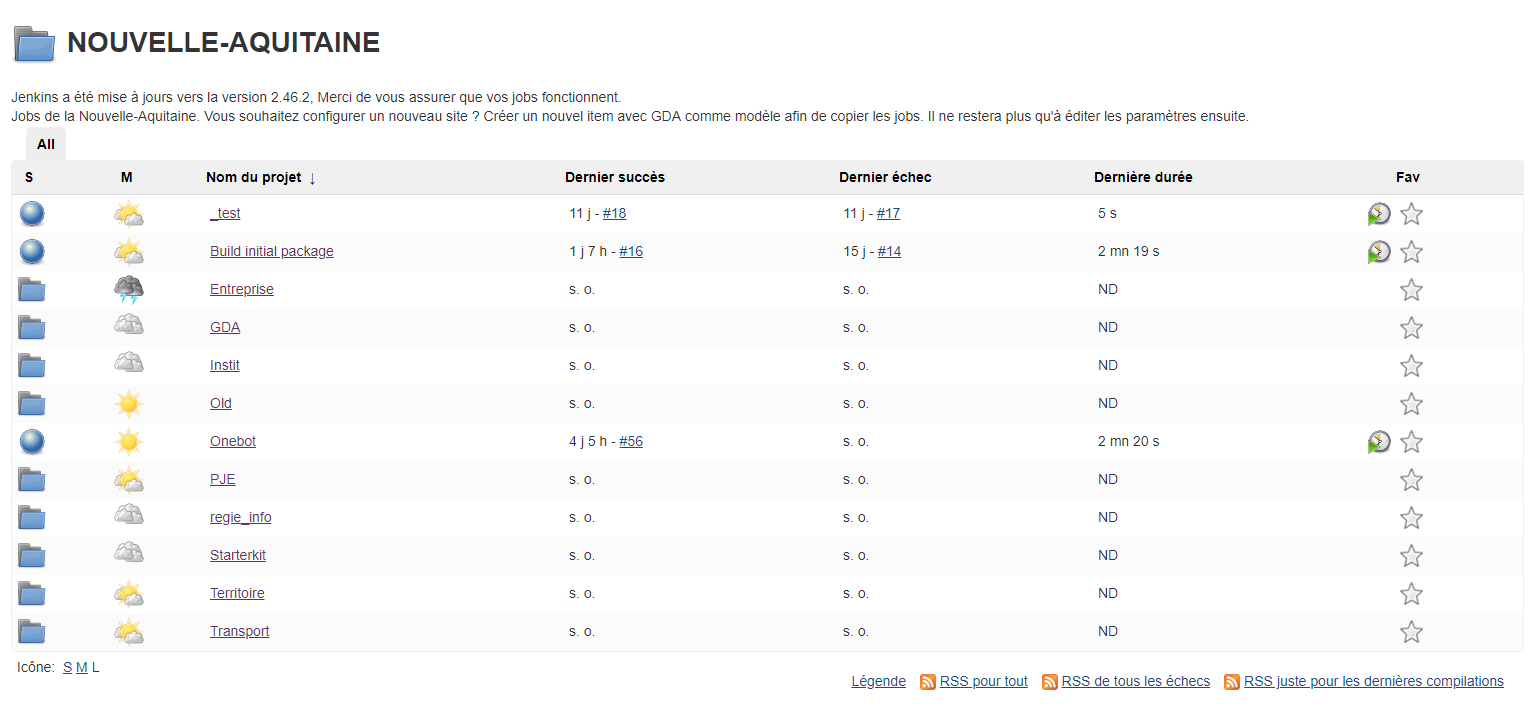 NOUVELLE-AQUITAINE
Jenkins a été mise à jours vers la version 2.46.2, Merci de vous assurer que vos jobs fonctionnent.
Jobs de la Nouvelle-Aquitaine. Vous souhaitez configurer un nouveau site ? Créer un nouvel item avec GDA comme modèle afin de copier les jobs. Il ne restera plus qu'à éditer les paramètres ensuite.
All
S M Nom du projet ↓ Dernier succès Dernier échec Dernière durée Fav
_test 11 j - #18 11 j - #17 5 s
Build initial package 1 j 7 h - #16 15 j - #14 2 mn 19 s
Entreprise s. o. s. o. ND
GDA s. o. s. o. ND
Instit s. o. s. o. ND
Old s. o. s. o. ND
Onebot 4 j 5 h - #56 s. o. 2 mn 20 s
PJE s. o. s. o. ND
regie_info s. o. s. o. ND
Starterkit s. o. s. o. ND
Territoire s. o. s. o. ND
Transport s. o. s. o. ND
Icône: S M L
Légende RSS pour tout RSS de tous les échecs RSS juste pour les dernières compilations